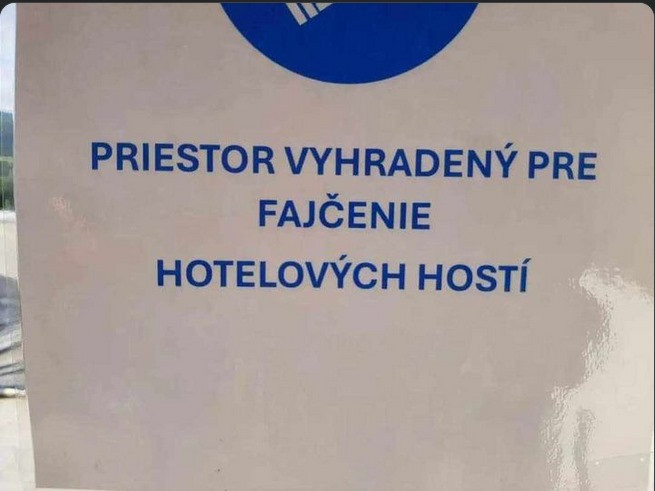 PRIESTOR VYHRADENÝ PRE
FAJČENIE
HOTELOVÝCH HOSTÍ